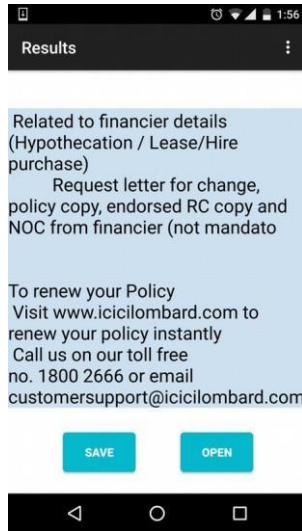 1:56
Results
Related to financier details
(Hypothecation / Lease/Hire
purchase)
Request letter for change,
policy copy, endorsed RC copy and
NOC from financier (not mandato
To renew your Policy
Visit www.icicilombard.com to
renew your policy instantly
Call us on our toll free
no. 1800 2666 or email
customersupport@icicilombard.com
SAVE OPEN